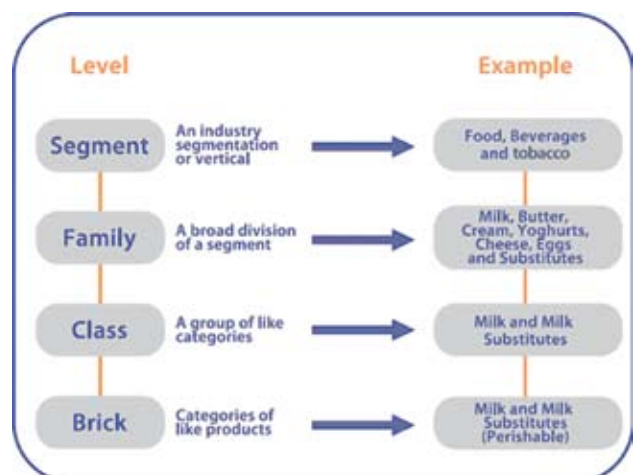 Level
Example
Segment
An industry
segmentation
or vertical
Food, Beverages
and tobacco
Family
A broad division
of a segment
Milk, Butter,
Cream, Yoghurts,
Cheese, Eggs
and Substitutes
Class
A group of like
categories
Milk and Milk
Substitutes
Brick
Categories of
like products
Milk and Milk
Substitutes
(Perishable)